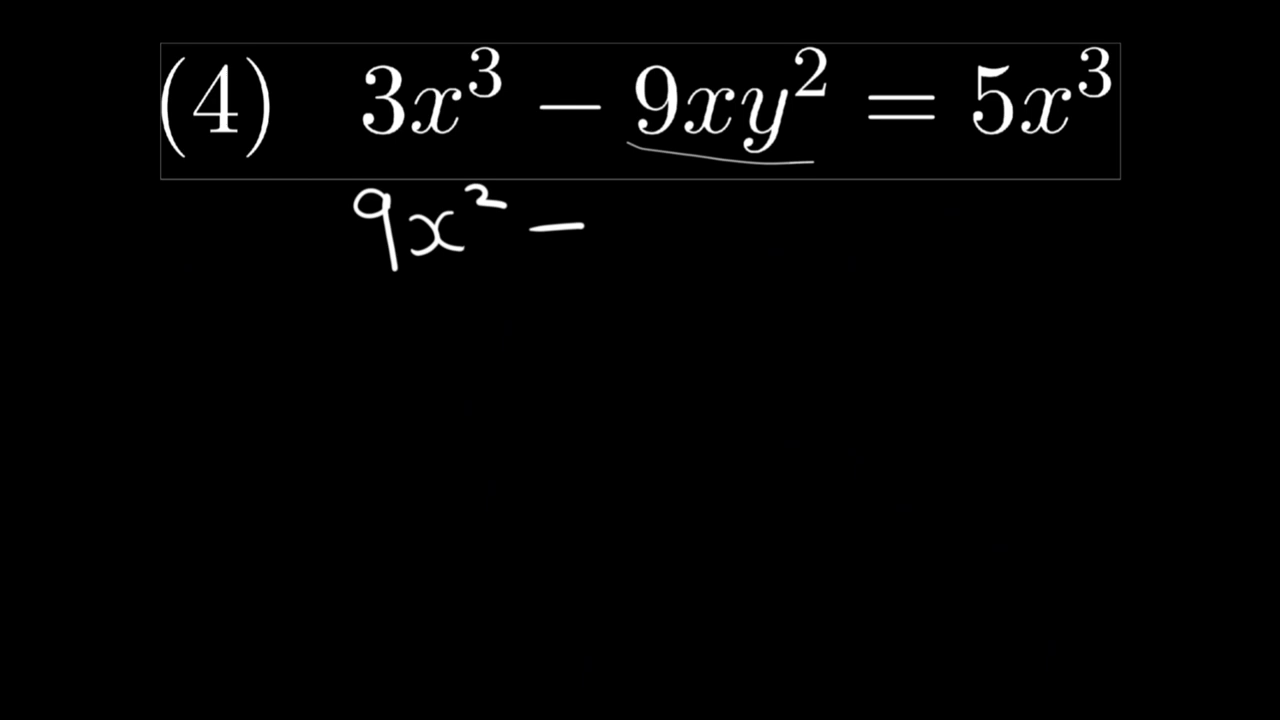 (4) 3x³ − 9xy² = 5x³
9x² −